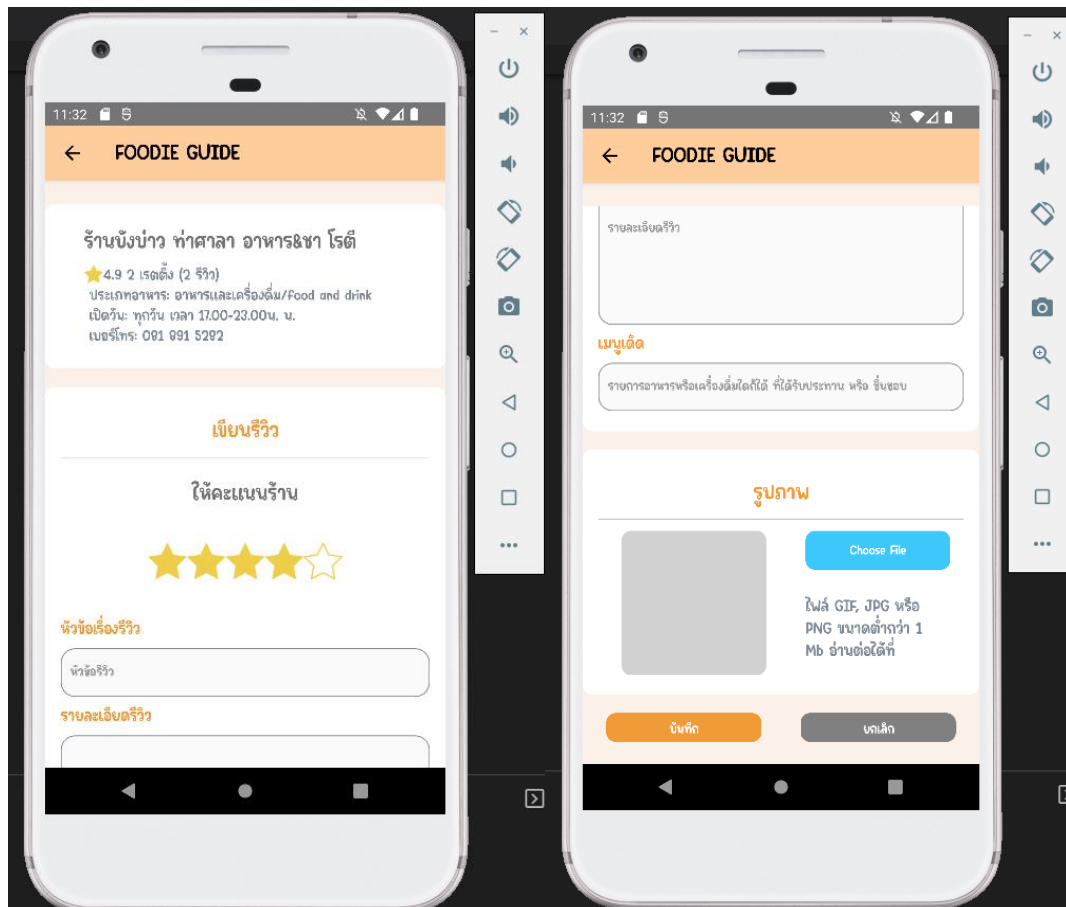 11:32
FOODIE GUIDE
ร้านบังบ่าว ท่าศาลา อาหาร&ชา โรตี
4.9 2 เรตติ้ง (2 รีวิว)
ประเภทอาหาร: อาหารและเครื่องดื่ม/Food and drink
เปิดวัน: ทุกวัน เวลา 17.00-23.00น. น.
เบอร์โทร: 081 891 5282
เขียนรีวิว
ให้คะแนนร้าน
หัวข้อเรื่องรีวิว
หัวข้อรีวิว
รายละเอียดรีวิว
11:32
FOODIE GUIDE
รายละเอียดรีวิว
เมนูเด็ด
รายการอาหารหรือเครื่องดื่มใดก็ได้ ที่ได้รับประทาน หรือ ชื่นชอบ
รูปภาพ
Choose File
ไฟล์ GIF, JPG หรือ
PNG ขนาดต่ำกว่า 1
Mb อ่านต่อได้ที่
บันทึก
ยกเลิก